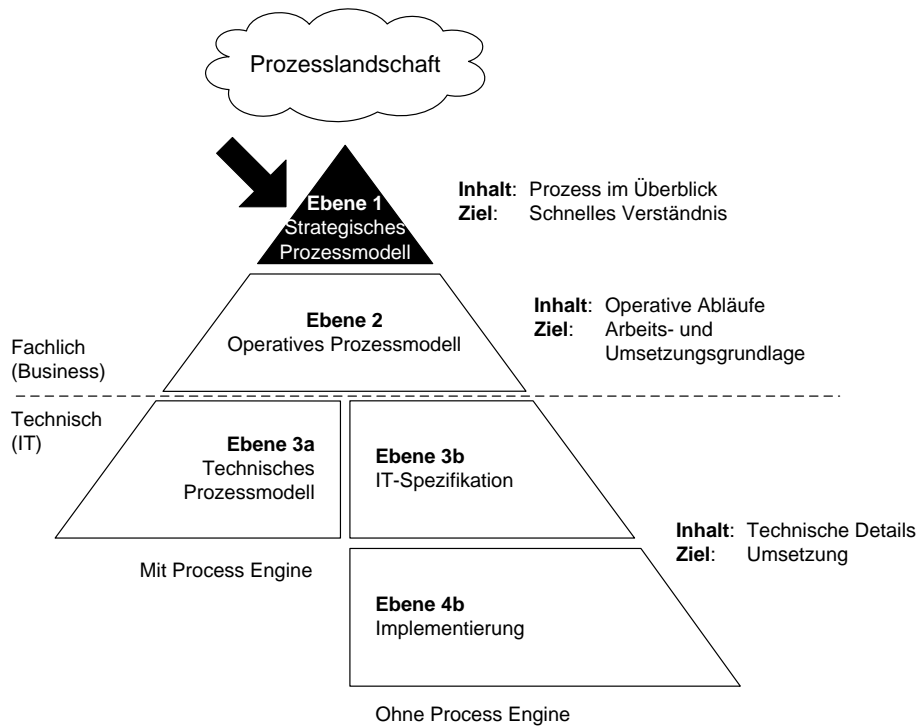 Prozesslandschaft
Ebene 1
Strategisches
Prozessmodell
Inhalt: Prozess im Überblick
Ziel: Schnelles Verständnis
Ebene 2
Operatives Prozessmodell
Inhalt: Operative Abläufe
Ziel: Arbeits- und
Umsetzungsgrundlage
Fachlich
(Business)
Technisch
(IT)
Ebene 3a
Technisches
Prozessmodell
Ebene 3b
IT-Spezifikation
Inhalt: Technische Details
Ziel: Umsetzung
Mit Process Engine
Ebene 4b
Implementierung
Ohne Process Engine